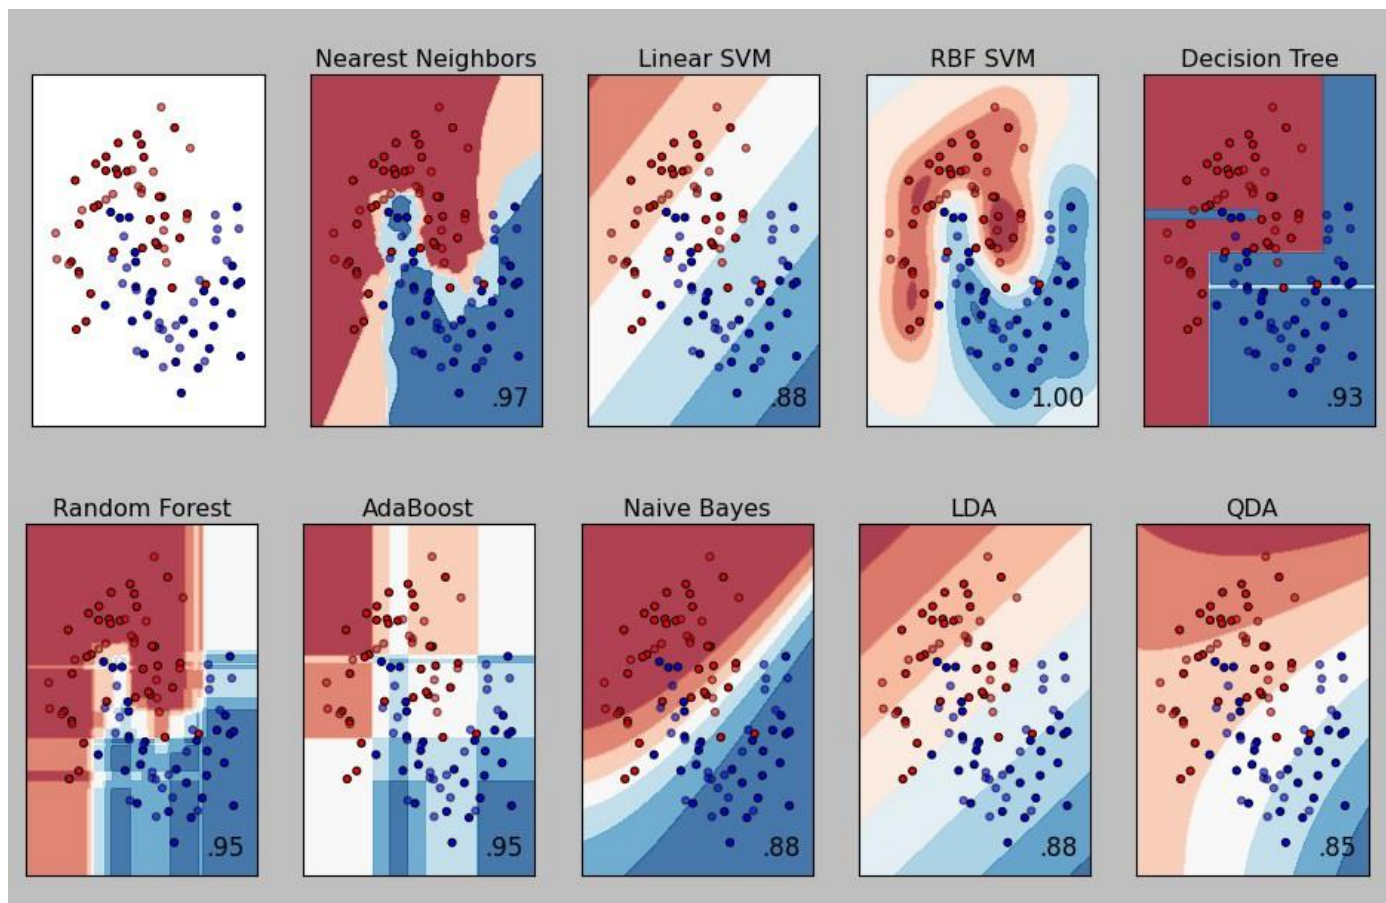 Nearest Neighbors
Linear SVM
RBF SVM
Decision Tree
.97
.88
1.00
.93
Random Forest
AdaBoost
Naive Bayes
LDA
QDA
.95
.95
.88
.88
.85